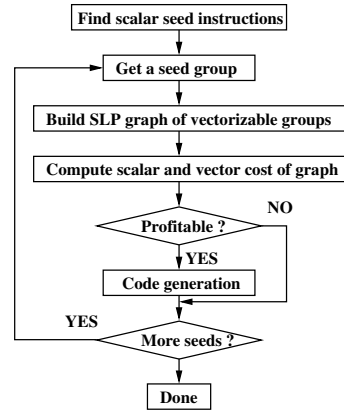 Find scalar seed instructions
Get a seed group
Build SLP graph of vectorizable groups
Compute scalar and vector cost of graph
NO
Profitable ?
YES
Code generation
YES
More seeds ?
Done